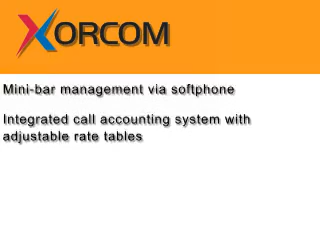 XORCOM
Mini-bar management via softphone
Integrated call accounting system with
adjustable rate tables